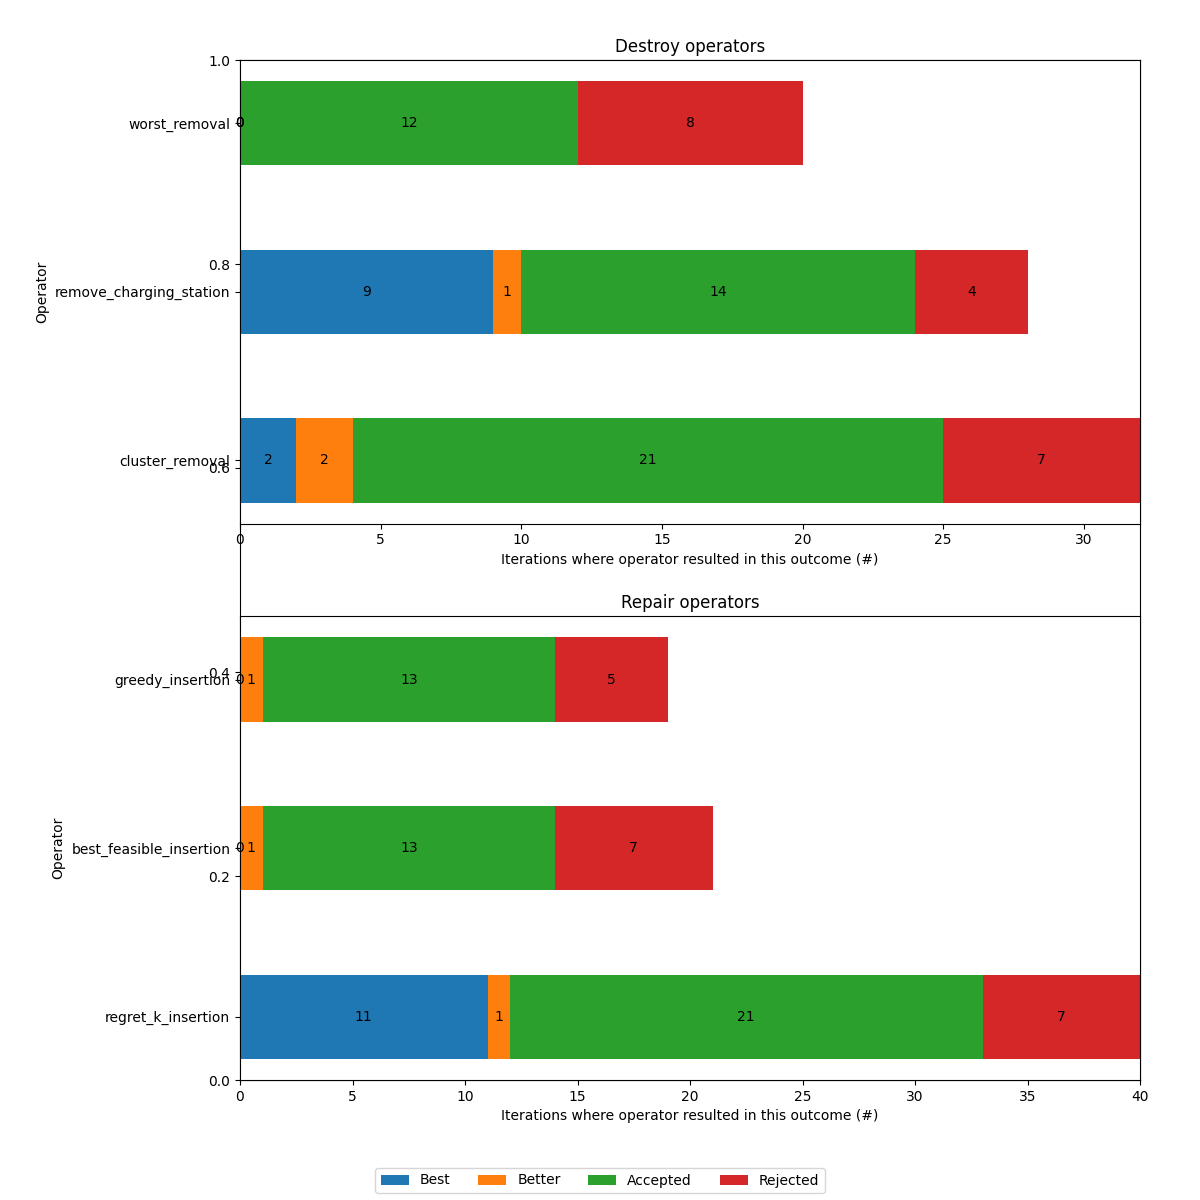 Destroy operators
1.0
worst_removal
0
0
12
8
Operator
0.8
remove_charging_station
9
1
14
4
cluster_removal
0.6
2
2
21
7
0
5
10
15
20
25
30
Iterations where operator resulted in this outcome (#)
Repair operators
0.4
greedy_insertion
0
1
13
5
Operator
best_feasible_insertion
0
1
13
7
0.2
regret_k_insertion
11
1
21
7
0.0
0
5
10
15
20
25
30
35
40
Iterations where operator resulted in this outcome (#)
Best
Better
Accepted
Rejected